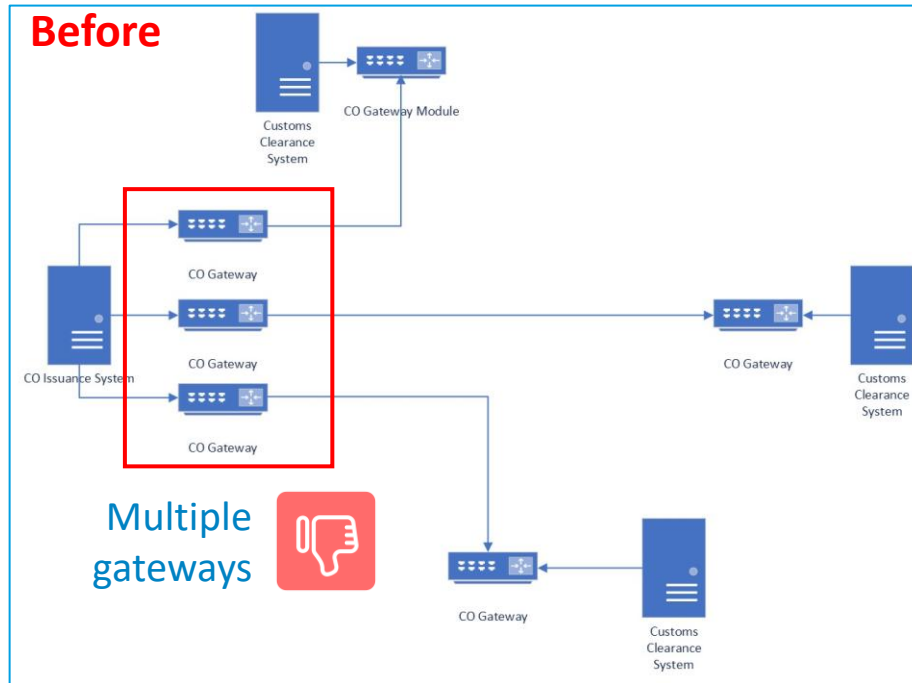 Before
Customs
Clearance
System
CO Gateway Module
CO Gateway
CO Gateway
CO Issuance System
CO Gateway
CO Gateway
Customs
Clearance
System
Multiple
gateways
CO Gateway
Customs
Clearance
System